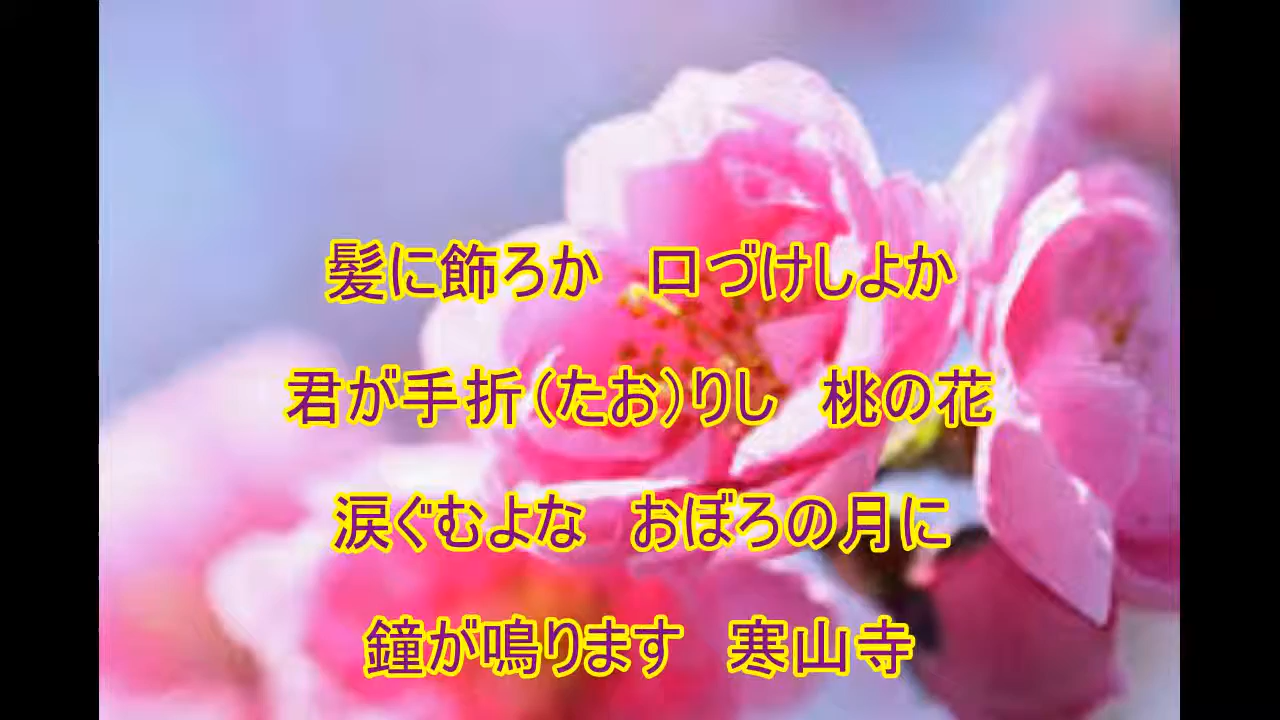 髪に飾ろか　口づけしよか
君が手折（たお）りし　桃の花
涙ぐむよな　おぼろの月に
鐘が鳴ります　寒山寺